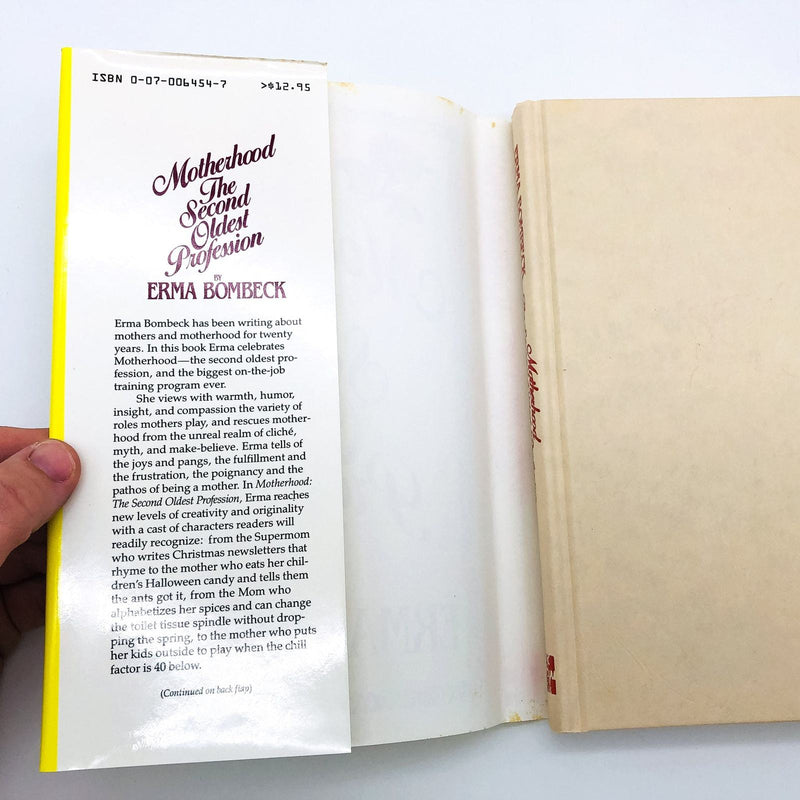 ISBN 0-07-006454-7 >$12.95
Motherhood
The
Second
Oldest
Profession
BY
ERMA BOMBECK
Erma Bombeck has been writing about
mothers and motherhood for twenty
years. In this book Erma celebrates
Motherhood—the second oldest pro-
fession, and the biggest on-the-job
training program ever.
She views with warmth, humor,
insight, and compassion the variety of
roles mothers play, and rescues mother-
hood from the unreal realm of cliché,
myth, and make-believe. Erma tells of
the joys and pangs, the fulfillment and
the frustration, the poignancy and the
pathos of being a mother. In Motherhood:
The Second Oldest Profession, Erma reaches
new levels of creativity and originality
with a cast of characters readers will
readily recognize: from the Supermom
who writes Christmas newsletters that
rhyme to the mother who eats her chil-
dren's Halloween candy and tells them
the ants got it, from the Mom who
alphabetizes her spices and can change
the toilet tissue spindle without drop-
ping the spring, to the mother who puts
her kids outside to play when the chill
factor is 40 below.
(Continued on back flap)
ERMA BOMBECK
Motherhood